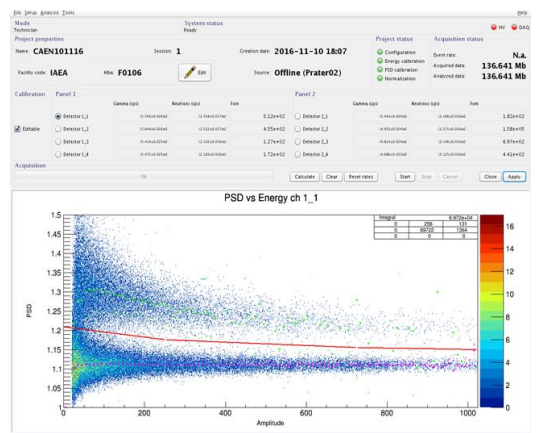 File Setup Analysis Tools Help
Mode System status
Technician Ready HV DAQ
Project properties Project status Acquisition status
Name: CAEN101116 Session: 1 Creation date: 2016-11-10 18:07
Configuration Event rate: N.a.
Energy calibration Acquired data: 136.641 Mb
PSD calibration Analyzed data: 136.641 Mb
Normalization
Facility code: IAEA Mba: F0106 Edit Source: Offline (Prater02)
Calibration Panel 1 Panel 2
Gamma (cps) Neutrons (cps) Fom Gamma (cps) Neutrons (cps) Fom
Detector 1_1 5.12e+02 Detector 2_1 1.82e+02
Editable Detector 1_2 4.55e+02 Detector 2_2 1.58e+05
Detector 1_3 1.27e+02 Detector 2_3 6.97e+02
Detector 1_4 1.72e+02 Detector 2_4 4.41e+02
Acquisition
0% Calculate Clear Reset rates Start Stop Cancel Close Apply
PSD vs Energy ch 1_1
Integral 6.972e+04
0 256 131
0 69722 1364
0 0 0
1.5
1.45
1.4
1.35
1.3
1.25
1.2
1.15
1.1
1.05
1
PSD
0 200 400 600 800 1000
Amplitude
16
14
12
10
8
6
4
2
0